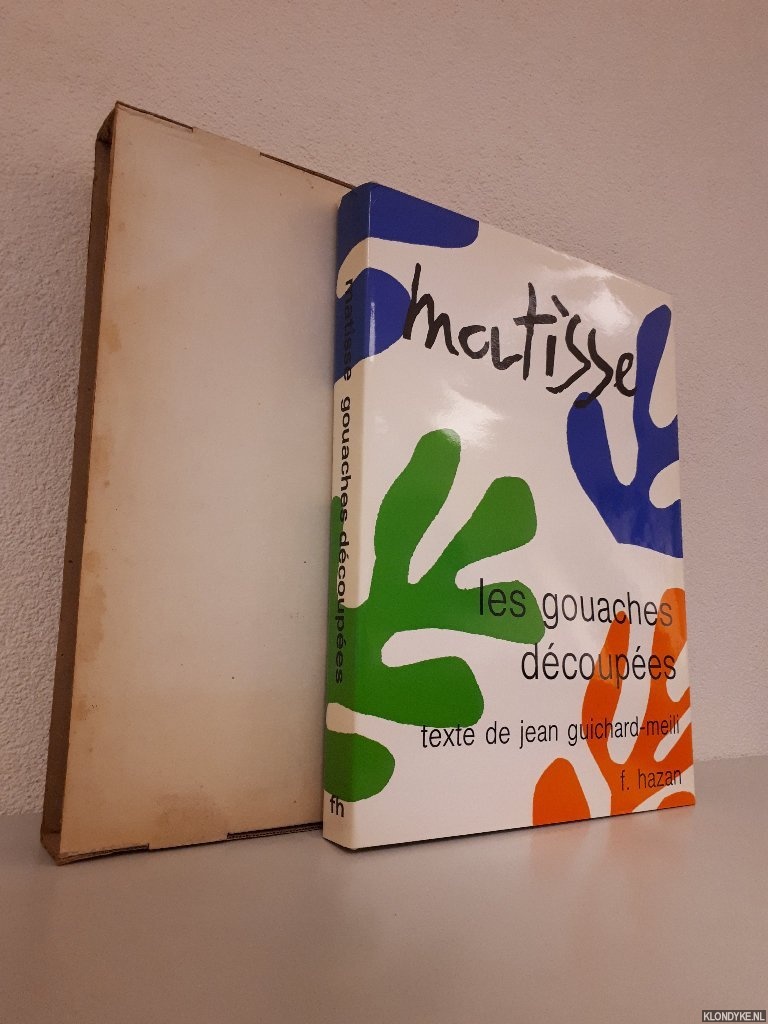 matisse gouaches découpées
fh
matisse
les gouaches
découpées
texte de jean guichard-meili
f. hazan
KLONDYKE.NL